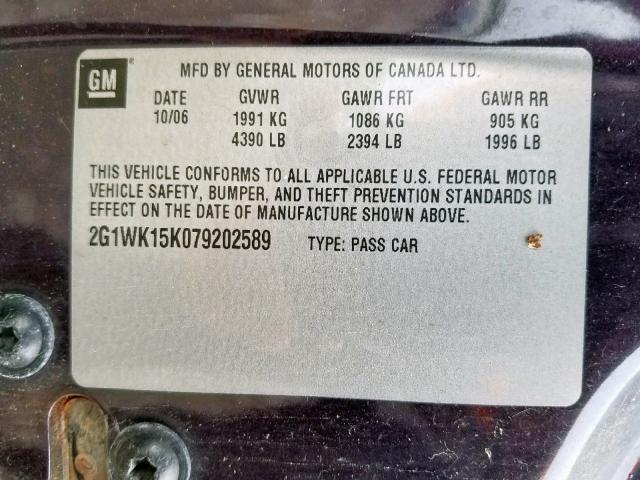 GM
MFD BY GENERAL MOTORS OF CANADA LTD.
DATE GVWR GAWR FRT GAWR RR
10/06 1991 KG 1086 KG 905 KG
4390 LB 2394 LB 1996 LB
THIS VEHICLE CONFORMS TO ALL APPLICABLE U.S. FEDERAL MOTOR
VEHICLE SAFETY, BUMPER, AND THEFT PREVENTION STANDARDS IN
EFFECT ON THE DATE OF MANUFACTURE SHOWN ABOVE.
2G1WK15K079202589 TYPE: PASS CAR